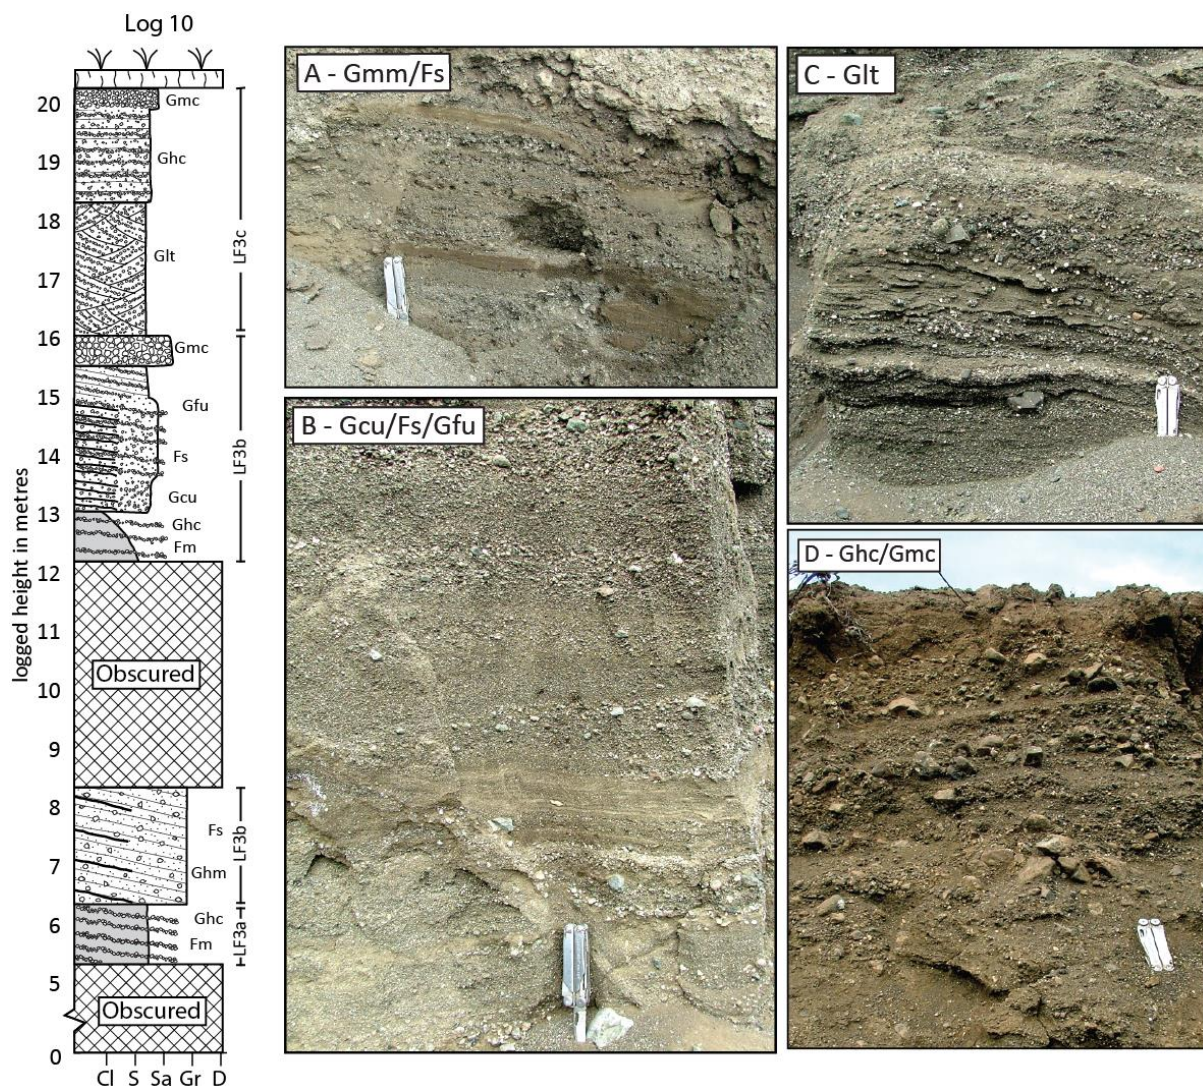 Log 10
logged height in metres
20
19
18
17
16
15
14
13
12
11
10
9
8
7
6
5
0
Gmc
Ghc
Glt
Gmc
Gfu
Fs
Gcu
Ghc
Fm
Obscured
Fs
Ghm
Ghc
Fm
Obscured
LF3c
LF3b
LF3b
LF3a
Cl S Sa Gr D
A - Gmm/Fs
B - Gcu/Fs/Gfu
C - Glt
D - Ghc/Gmc